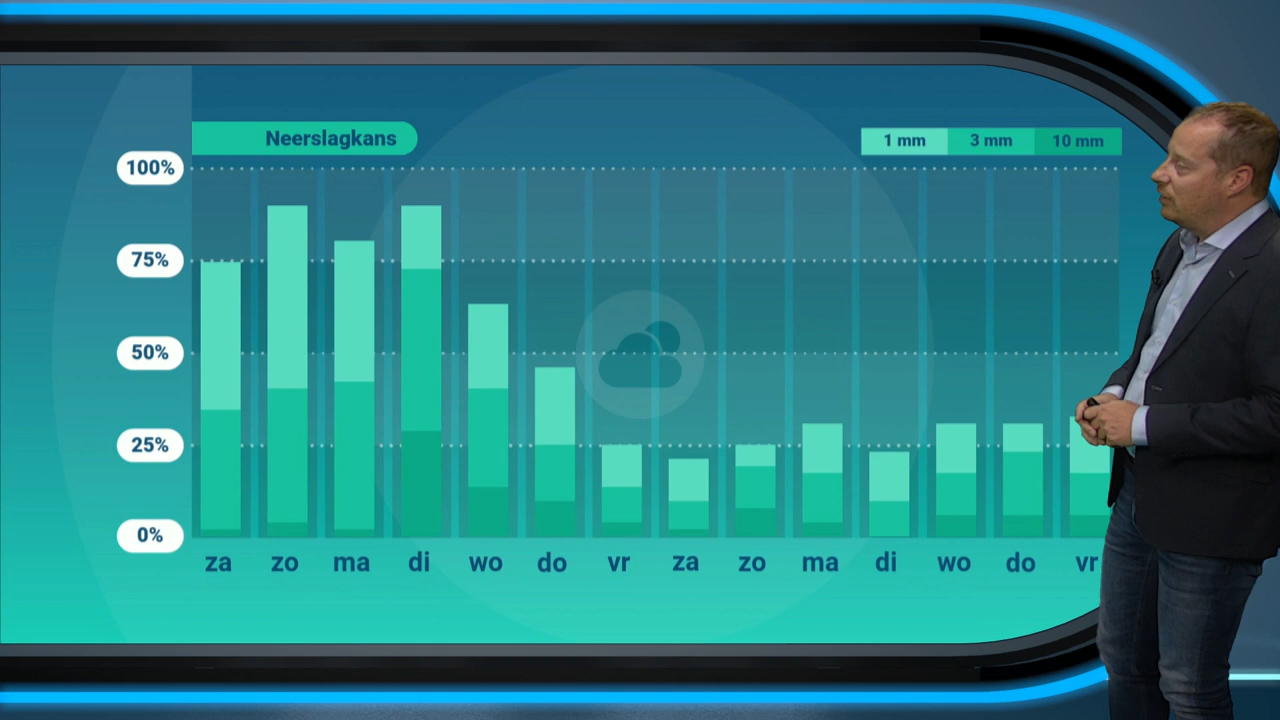 Neerslagkans
1 mm 3 mm 10 mm
100%
75%
50%
25%
0%
za zo ma di wo do vr za zo ma di wo do vr